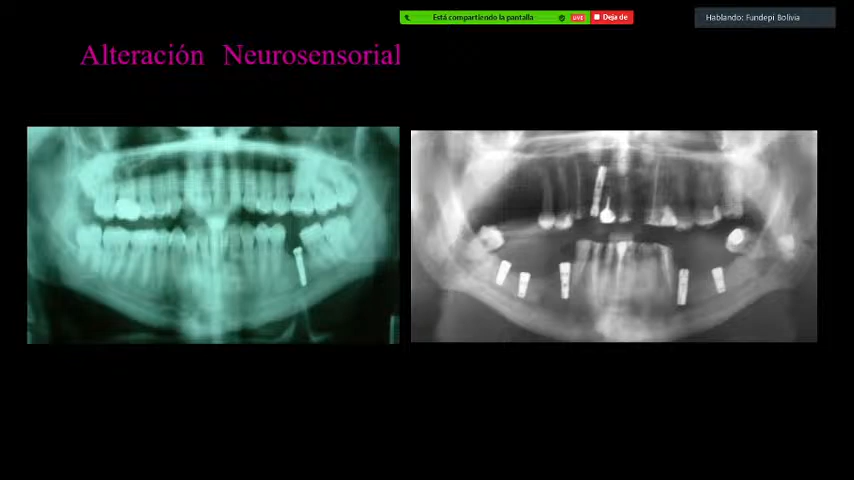 Está compartiendo la pantalla
LIVE
Deja de
Hablando: Fundepi Bolivia
Alteración Neurosensorial